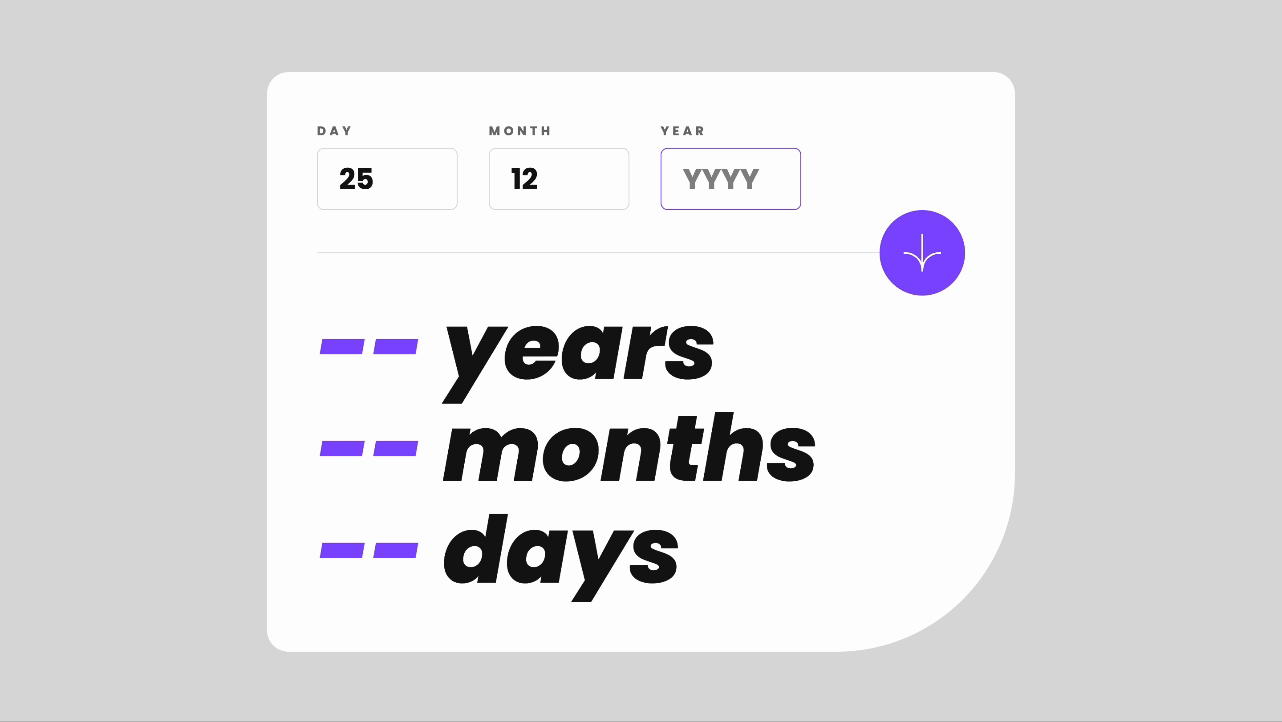 DAY MONTH YEAR
25 12 YYYY
-- years
-- months
-- days